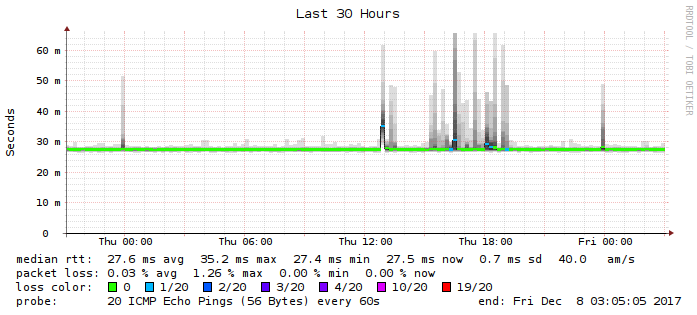 Last 30 Hours
RRDTOOL / TOBI OETIKER
Seconds
60 m
50 m
40 m
30 m
20 m
10 m
0
Thu 00:00 Thu 06:00 Thu 12:00 Thu 18:00 Fri 00:00
median rtt: 27.6 ms avg 35.2 ms max 27.4 ms min 27.5 ms now 0.7 ms sd 40.0 am/s
packet loss: 0.03 % avg 1.26 % max 0.00 % min 0.00 % now
loss color: 0 1/20 2/20 3/20 4/20 10/20 19/20
probe: 20 ICMP Echo Pings (56 Bytes) every 60s end: Fri Dec 8 03:05:05 2017